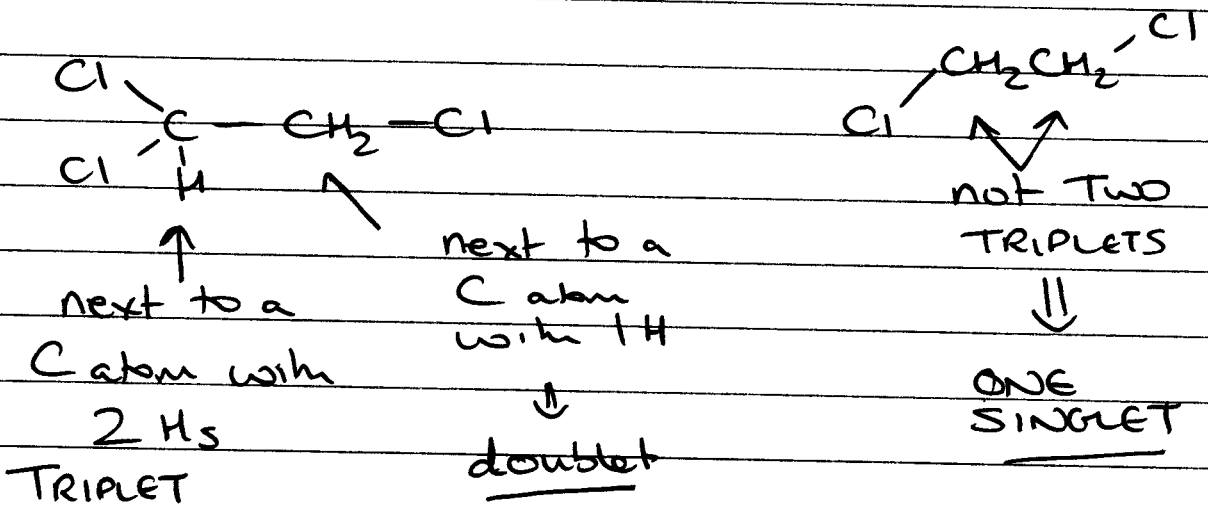 Cl
Cl
C — CH₂ — Cl
H
next to a
C atom with
2 Hs
TRIPLET
next to a
C atom
with 1H
⇓
doublet
Cl
CH₂CH₂
Cl
not TWO
TRIPLETS
⇓
ONE
SINGLET